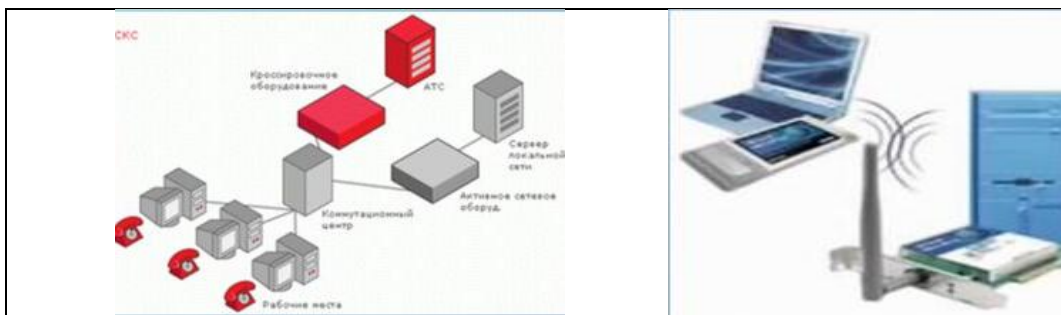 СКС
Кроссировочное
оборудование
АТС
Сервер
локальной
сети
Активное сетевое
оборуд.
Коммутационный
центр
Рабочие места